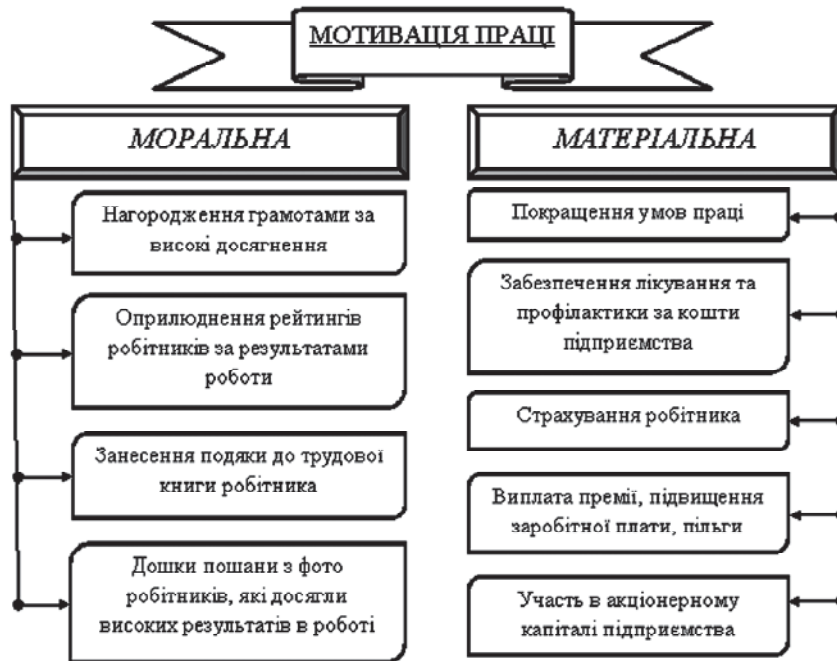 МОТИВАЦІЯ ПРАЦІ
МОРАЛЬНА
Нагородження грамотами за
високі досягнення
Оприлюднення рейтингів
робітників за результатами
роботи
Занесення подяки до трудової
книги робітника
Дошки пошани з фото
робітників, які досягли
високих результатів в роботі
МАТЕРІАЛЬНА
Покращення умов праці
Забезпечення лікування та
профілактики за кошти
підприємства
Страхування робітника
Виплата премії, підвищення
заробітної плати, пільги
Участь в акціонерному
капіталі підприємства